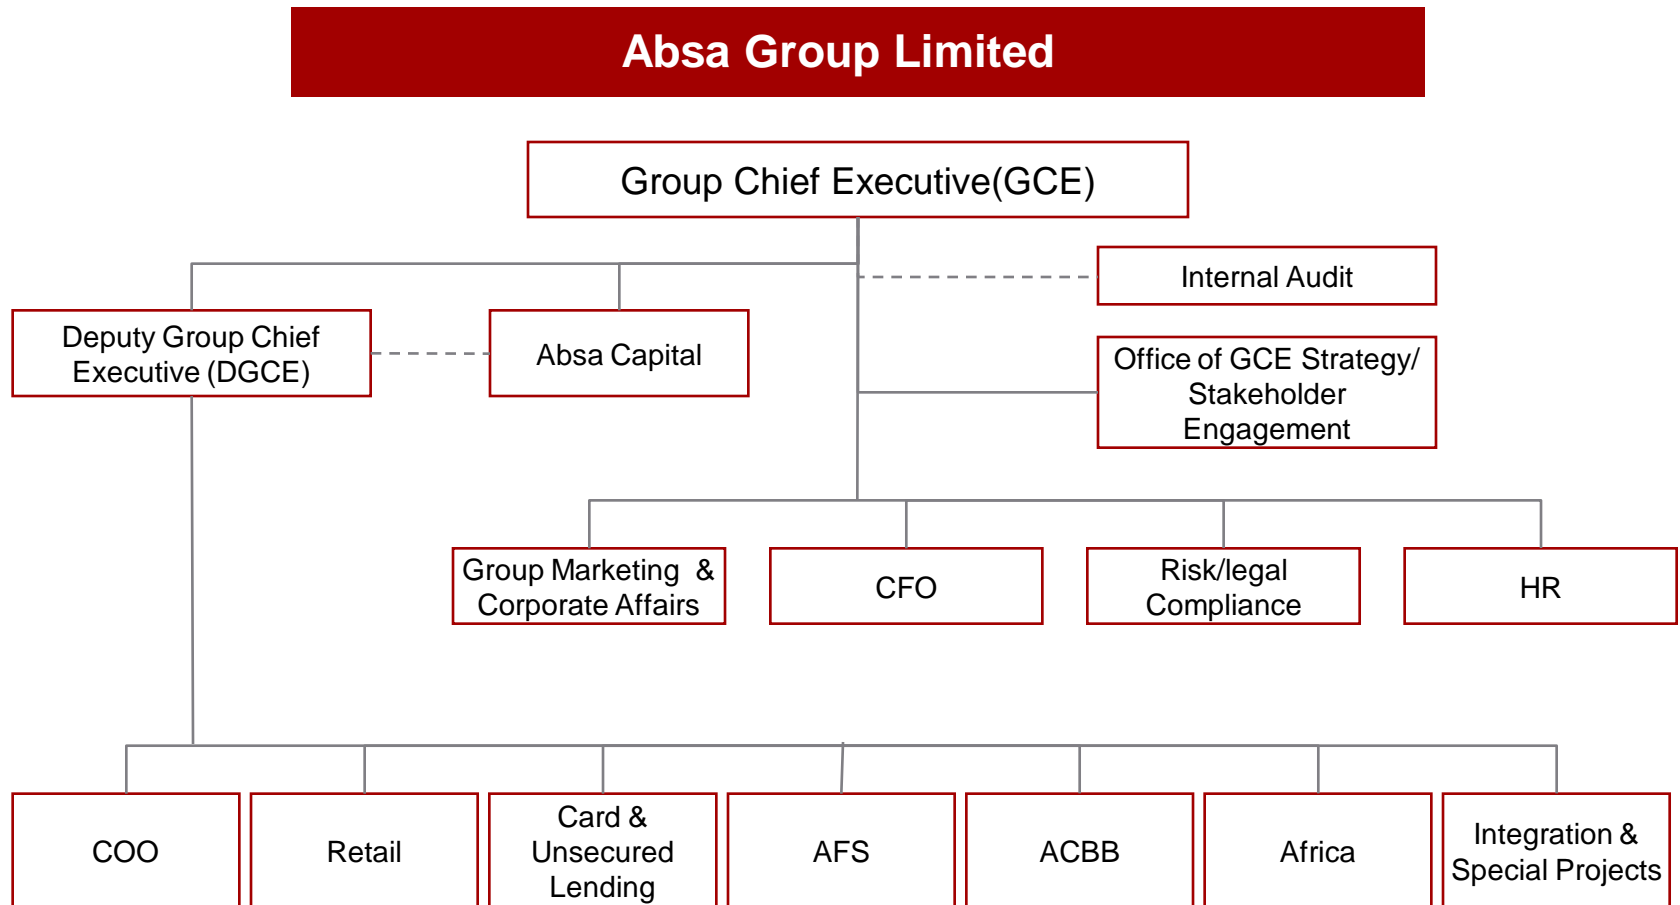 Absa Group Limited
Group Chief Executive(GCE)
Internal Audit
Deputy Group Chief
Executive (DGCE)
Absa Capital
Office of GCE Strategy/
Stakeholder
Engagement
Group Marketing &
Corporate Affairs
CFO
Risk/legal
Compliance
HR
COO
Retail
Card &
Unsecured
Lending
AFS
ACBB
Africa
Integration &
Special Projects